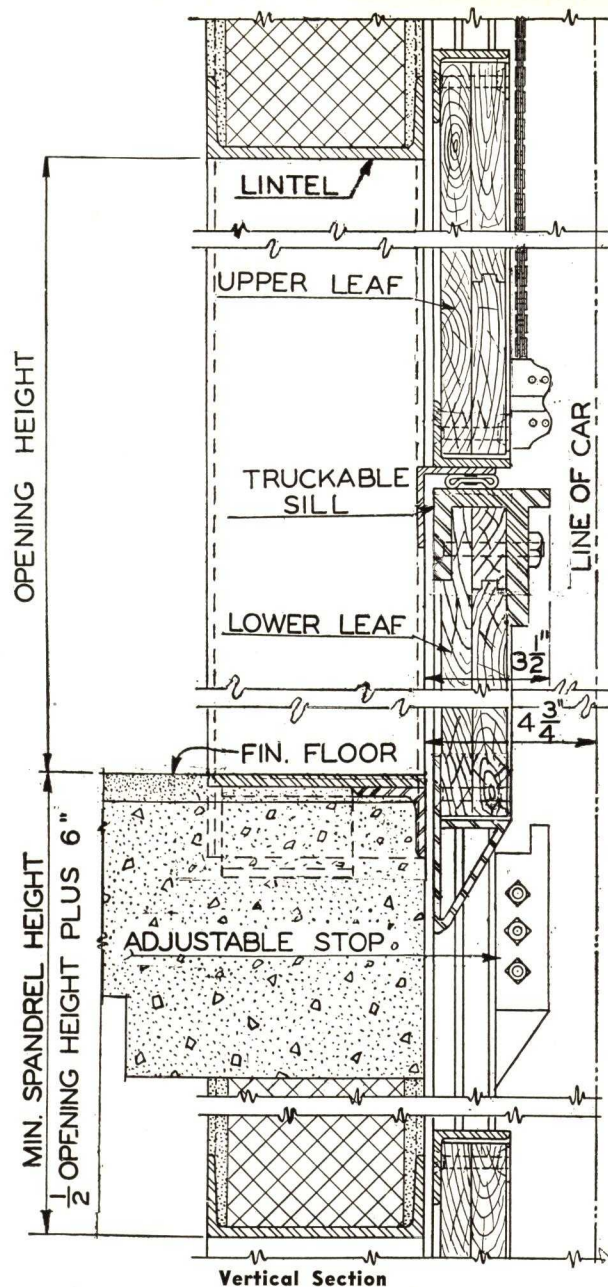 LINTEL
UPPER LEAF
OPENING HEIGHT
TRUCKABLE
SILL
LINE OF CAR
LOWER LEAF
3 1/2"
4 3/4"
FIN. FLOOR
MIN. SPANDREL HEIGHT
1/2 OPENING HEIGHT PLUS 6"
ADJUSTABLE STOP
Vertical Section